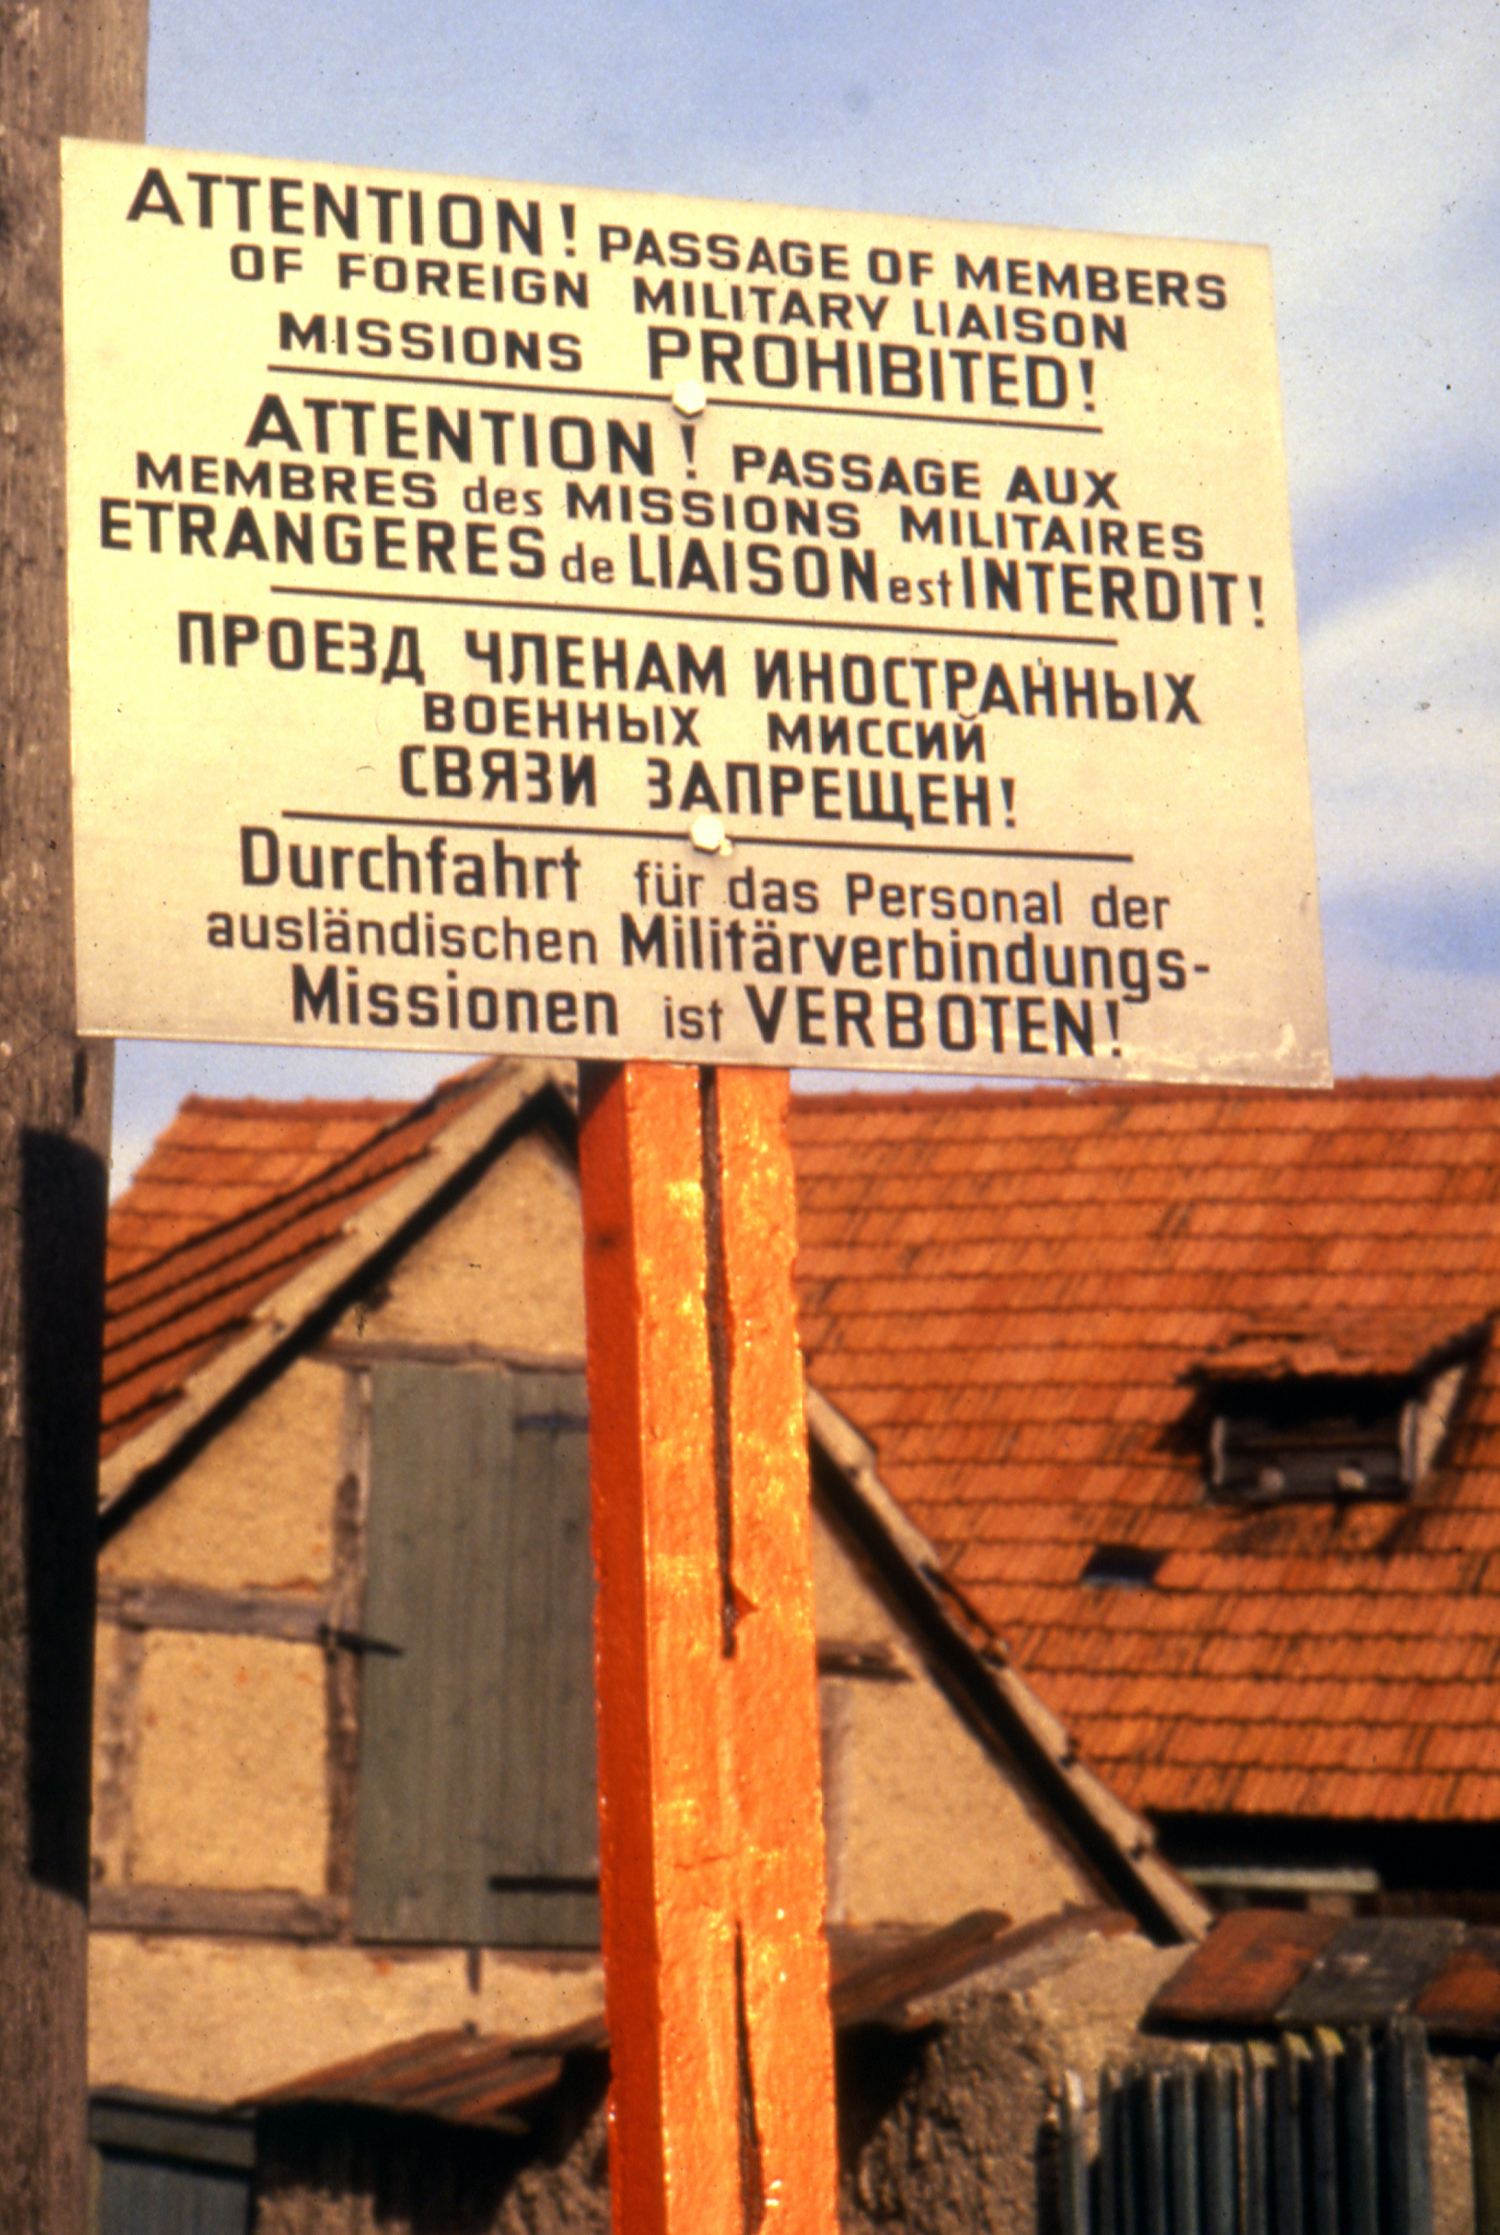 ATTENTION! PASSAGE OF MEMBERS
OF FOREIGN MILITARY LIAISON
MISSIONS PROHIBITED!
ATTENTION! PASSAGE AUX
MEMBRES des MISSIONS MILITAIRES
ETRANGERES de LIAISON est INTERDIT!
ПРОЕЗД ЧЛЕНАМ ИНОСТРАННЫХ
ВОЕННЫХ МИССИЙ
СВЯЗИ ЗАПРЕЩЕН!
Durchfahrt für das Personal der
ausländischen Militärverbindungs-
Missionen ist VERBOTEN!